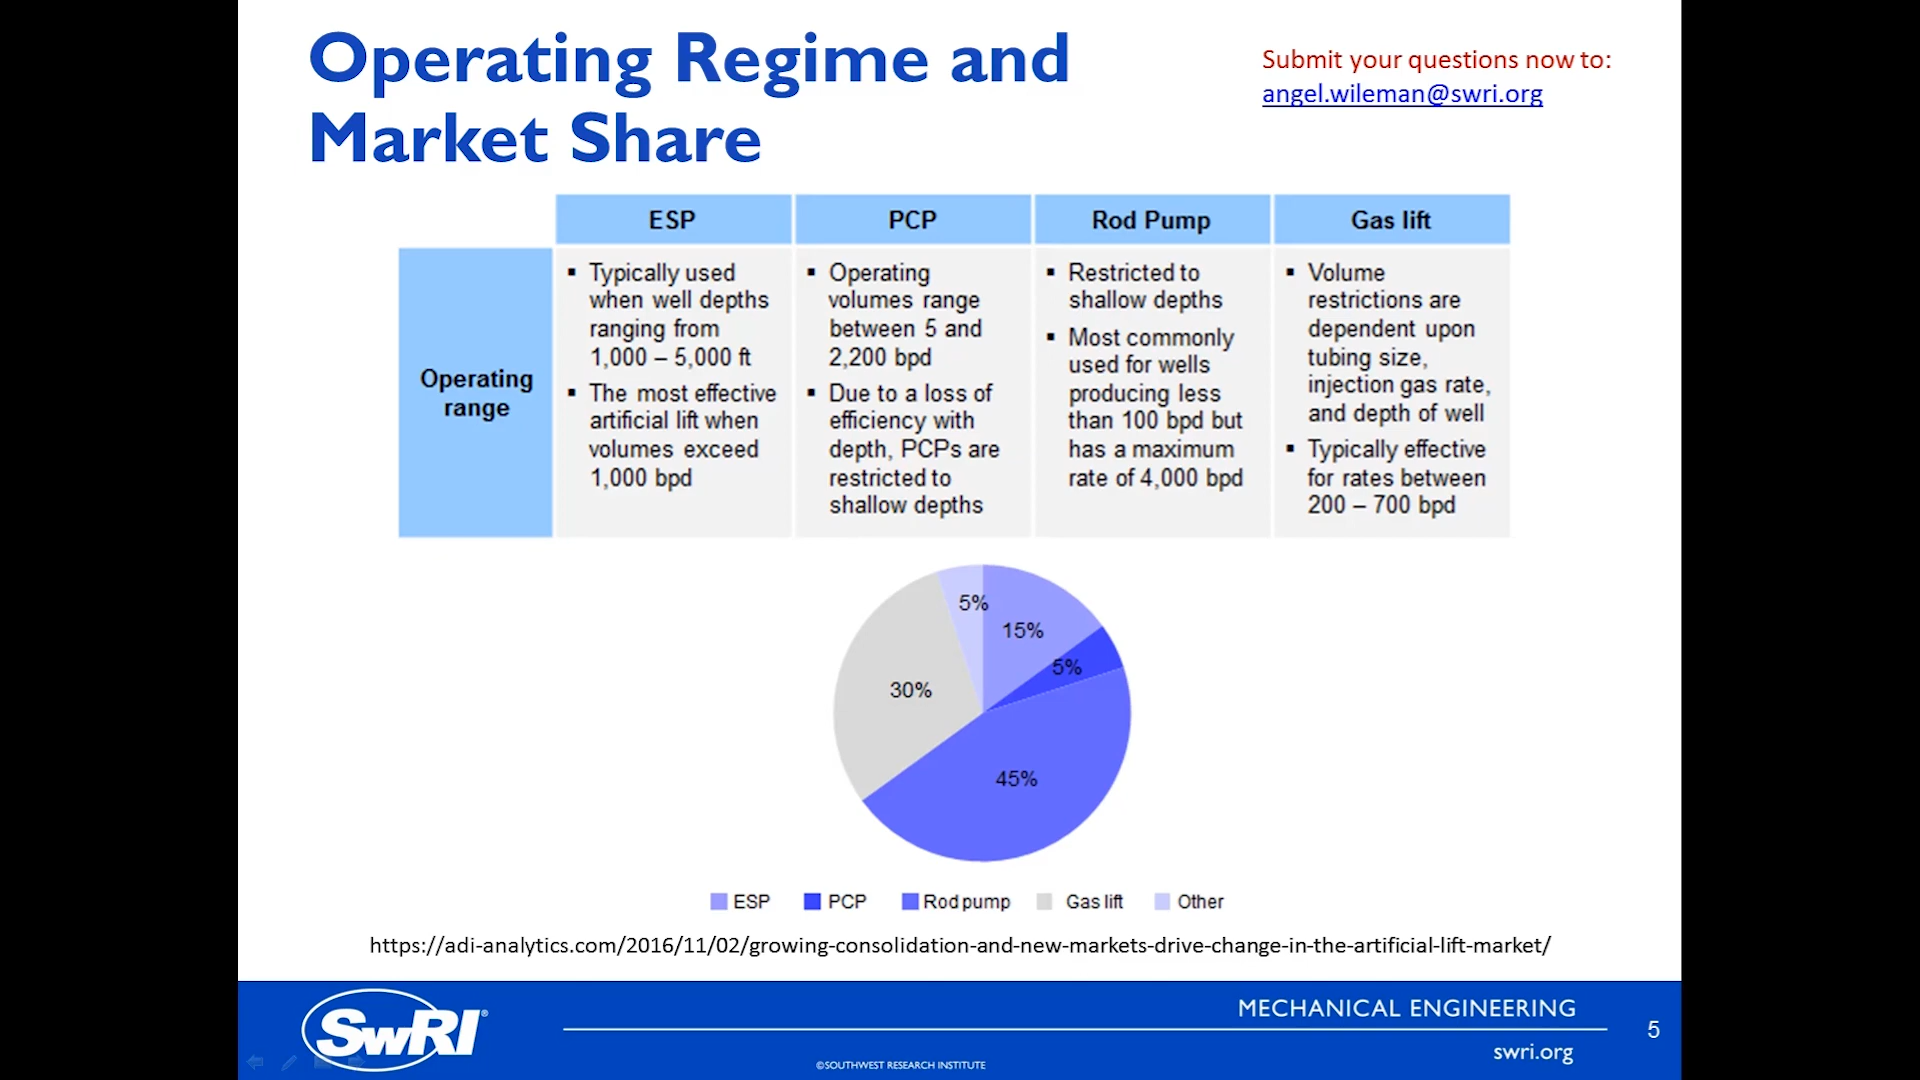 Operating Regime and
Market Share
Submit your questions now to:
angel.wileman@swri.org
ESP
PCP
Rod Pump
Gas lift
Operating
range
▪ Typically used
when well depths
ranging from
1,000 – 5,000 ft
▪ The most effective
artificial lift when
volumes exceed
1,000 bpd
▪ Operating
volumes range
between 5 and
2,200 bpd
▪ Due to a loss of
efficiency with
depth, PCPs are
restricted to
shallow depths
▪ Restricted to
shallow depths
▪ Most commonly
used for wells
producing less
than 100 bpd but
has a maximum
rate of 4,000 bpd
▪ Volume
restrictions are
dependent upon
tubing size,
injection gas rate,
and depth of well
▪ Typically effective
for rates between
200 – 700 bpd
5%
15%
5%
30%
45%
ESP PCP Rod pump Gas lift Other
https://adi-analytics.com/2016/11/02/growing-consolidation-and-new-markets-drive-change-in-the-artificial-lift-market/
SwRI®
MECHANICAL ENGINEERING
5
swri.org
©SOUTHWEST RESEARCH INSTITUTE